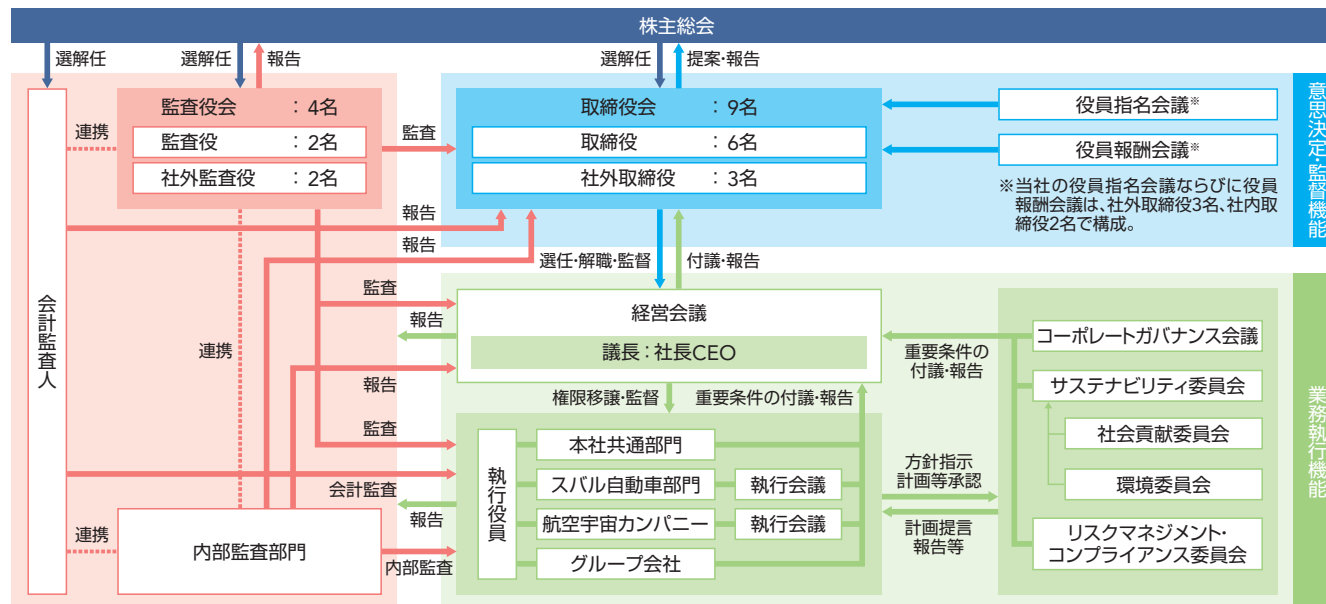 株主総会
選解任
選解任
報告
選解任
提案・報告
監査役会 ：4名
監査役 ：2名
社外監査役 ：2名
連携
監査
取締役会 ：9名
取締役 ：6名
社外取締役 ：3名
役員指名会議※
役員報酬会議※
※当社の役員指名会議ならびに役員
報酬会議は、社外取締役3名、社内取
締役2名で構成。
意思決定・監督機能
報告
報告
選任・解職・監督
付議・報告
会計監査人
連携
監査
報告
報告
経営会議
議長：社長CEO
重要条件の
付議・報告
コーポレートガバナンス会議
サステナビリティ委員会
社会貢献委員会
環境委員会
リスクマネジメント・
コンプライアンス委員会
業務執行機能
権限移譲・監督
重要条件の付議・報告
監査
会計監査
報告
執行役員
本社共通部門
スバル自動車部門
執行会議
航空宇宙カンパニー
執行会議
グループ会社
方針指示
計画等承認
計画提言
報告等
連携
内部監査部門
内部監査